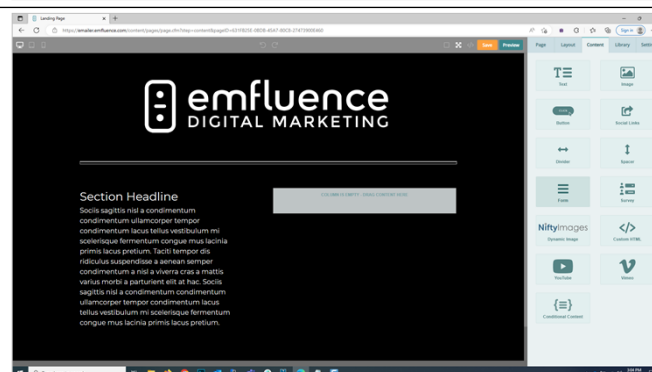 Landing Page
Sign in
Save
Preview
Page
Layout
Content
Library
emfluence
DIGITAL MARKETING
Section Headline
Sociis sagittis nisl a condimentum
condimentum ullamcorper tempor
condimentum lacus tellus vestibulum mi
scelerisque fermentum congue mus lacinia
primis lacus pretium. Taciti tempor dis
ridiculus suspendisse a aenean semper
condimentum a nisl a viverra cras a mattis
varius morbi a parturient elit at hac. Sociis
sagittis nisl a condimentum condimentum
ullamcorper tempor condimentum lacus
tellus vestibulum mi scelerisque fermentum
congue mus lacinia primis lacus pretium.
Text
Image
Button
Social Links
Divider
Spacer
Form
Survey
NiftyImages
Dynamic Image
Custom HTML
YouTube
Vimeo
Conditional Content